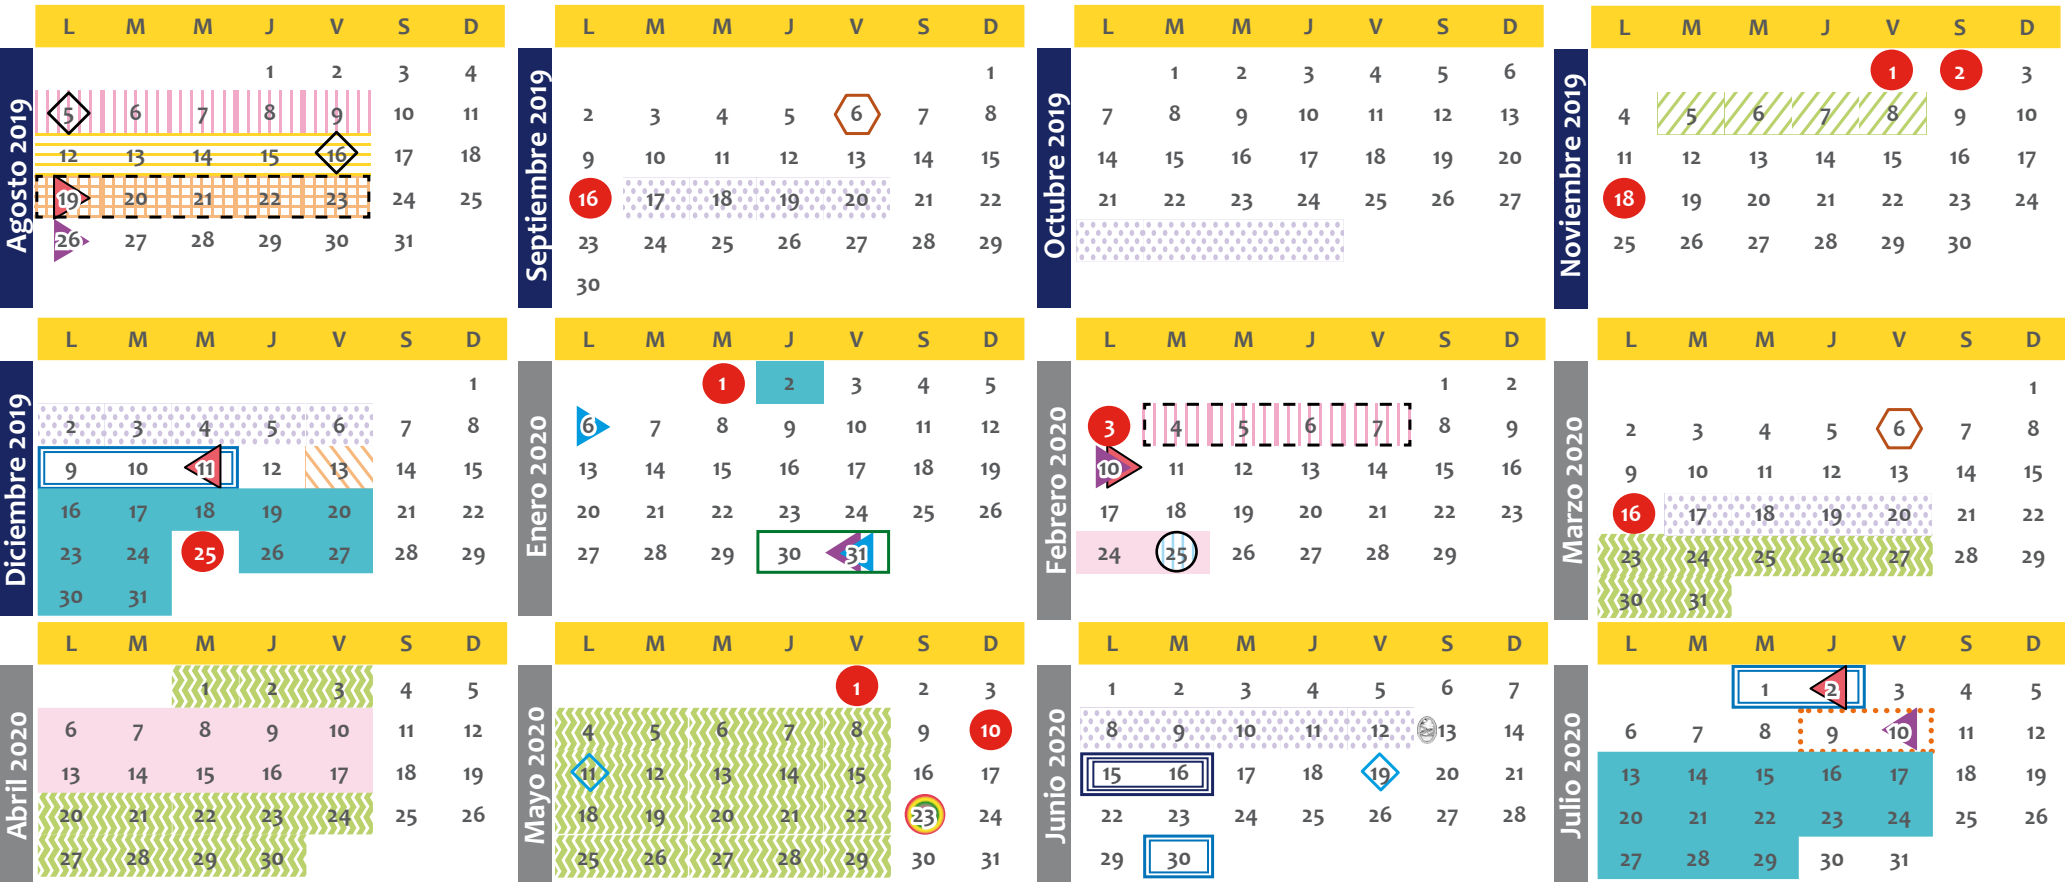 Agosto 2019
L M M J V S D
1 2 3 4
5 6 7 8 9 10 11
12 13 14 15 16 17 18
19 20 21 22 23 24 25
26 27 28 29 30 31
Septiembre 2019
L M M J V S D
1
2 3 4 5 6 7 8
9 10 11 12 13 14 15
16 17 18 19 20 21 22
23 24 25 26 27 28 29
30
Octubre 2019
L M M J V S D
1 2 3 4 5 6
7 8 9 10 11 12 13
14 15 16 17 18 19 20
21 22 23 24 25 26 27
Noviembre 2019
L M M J V S D
1 2 3
4 5 6 7 8 9 10
11 12 13 14 15 16 17
18 19 20 21 22 23 24
25 26 27 28 29 30
Diciembre 2019
L M M J V S D
1
2 3 4 5 6 7 8
9 10 11 12 13 14 15
16 17 18 19 20 21 22
23 24 25 26 27 28 29
30 31
Enero 2020
L M M J V S D
1 2 3 4 5
6 7 8 9 10 11 12
13 14 15 16 17 18 19
20 21 22 23 24 25 26
27 28 29 30 31
Febrero 2020
L M M J V S D
1 2
3 4 5 6 7 8 9
10 11 12 13 14 15 16
17 18 19 20 21 22 23
24 25 26 27 28 29
Marzo 2020
L M M J V S D
1
2 3 4 5 6 7 8
9 10 11 12 13 14 15
16 17 18 19 20 21 22
23 24 25 26 27 28 29
30 31
Abril 2020
L M M J V S D
1 2 3 4 5
6 7 8 9 10 11 12
13 14 15 16 17 18 19
20 21 22 23 24 25 26
27 28 29 30
Mayo 2020
L M M J V S D
1 2 3
4 5 6 7 8 9 10
11 12 13 14 15 16 17
18 19 20 21 22 23 24
25 26 27 28 29 30 31
Junio 2020
L M M J V S D
1 2 3 4 5 6 7
8 9 10 11 12 13 14
15 16 17 18 19 20 21
22 23 24 25 26 27 28
29 30
Julio 2020
L M M J V S D
1 2 3 4 5
6 7 8 9 10 11 12
13 14 15 16 17 18 19
20 21 22 23 24 25 26
27 28 29 30 31